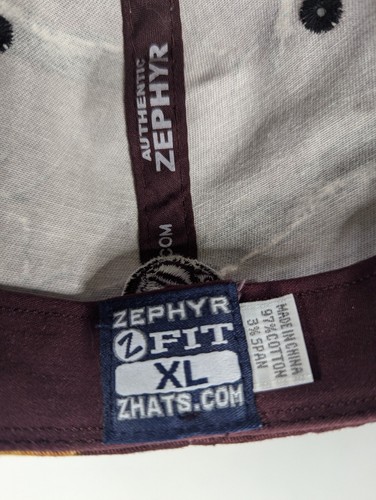 AUTHENTIC
ZEPHYR
COM
ZEPHYR
Z FIT
XL
ZHATS.COM
MADE IN CHINA
97% COTTON
3% SPAN